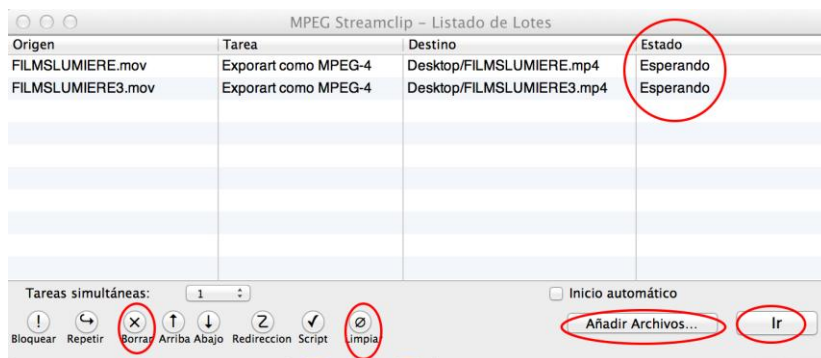 MPEG Streamclip - Listado de Lotes
Origen Tarea Destino Estado
FILMSLUMIERE.mov Exporart como MPEG-4 Desktop/FILMSLUMIERE.mp4 Esperando
FILMSLUMIERE3.mov Exporart como MPEG-4 Desktop/FILMSLUMIERE3.mp4 Esperando
Tareas simultáneas: 1 Inicio automático
Bloquear Repetir Borrar Arriba Abajo Redireccion Script Limpiar Añadir Archivos... Ir